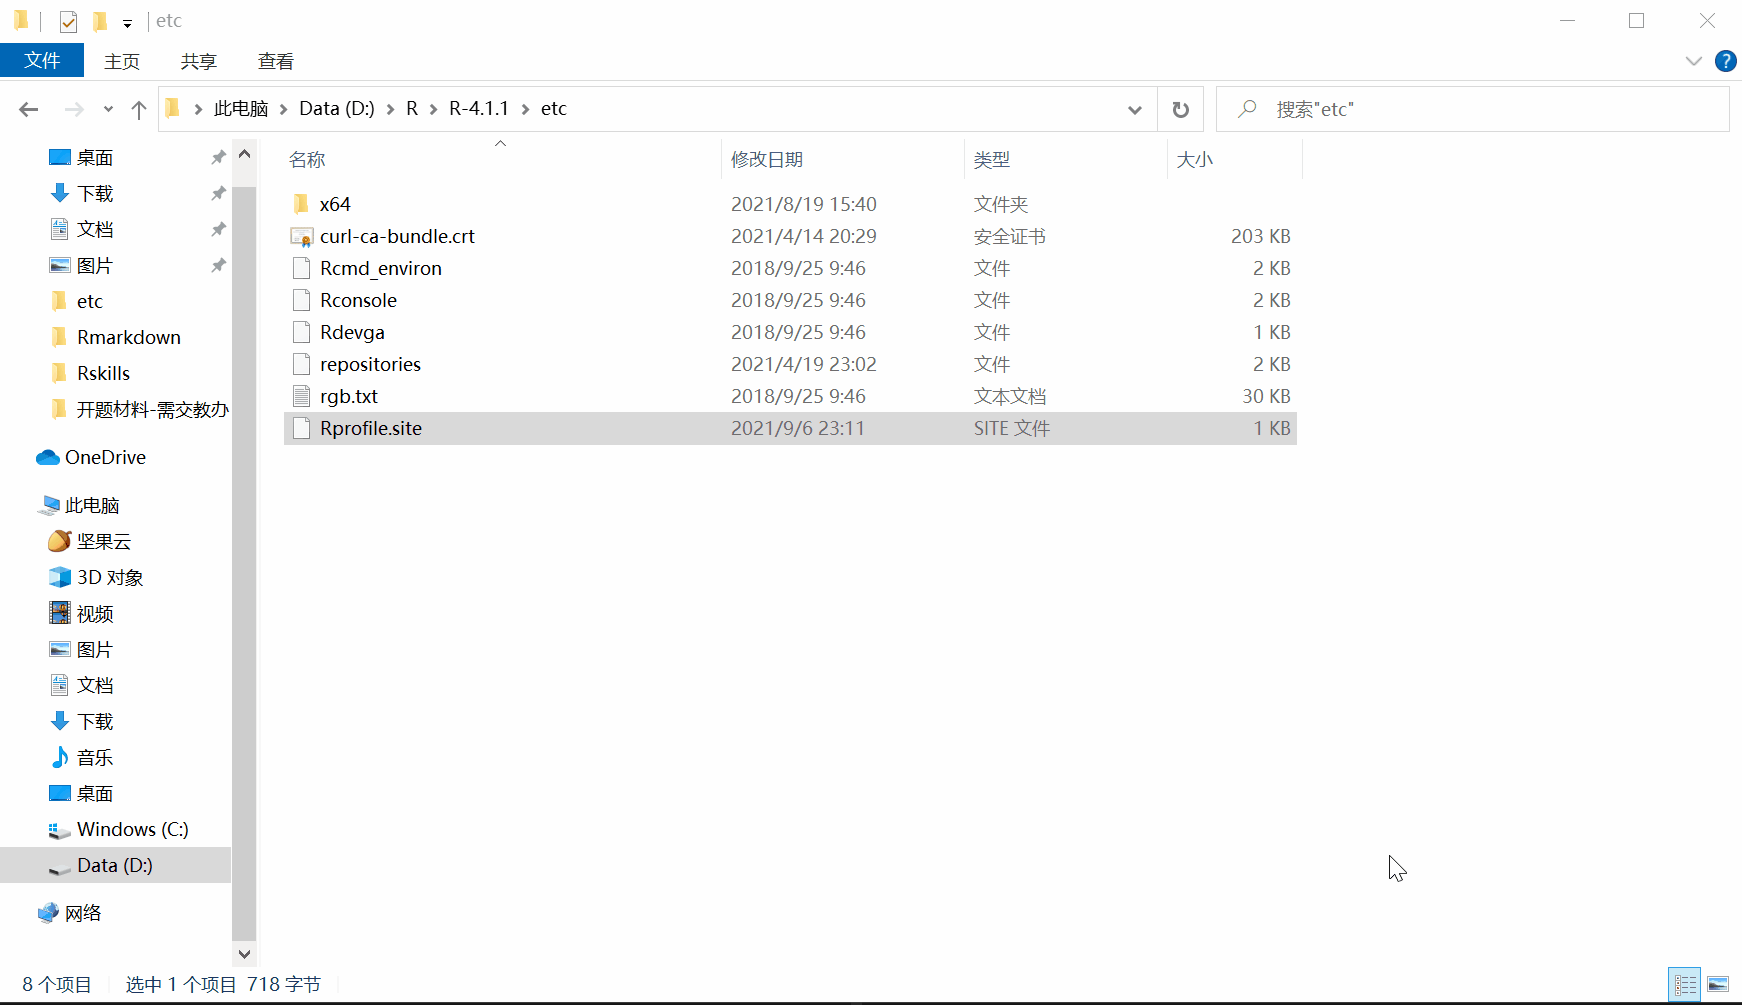 etc
文件 主页 共享 查看
此电脑 Data (D:) R R-4.1.1 etc 搜索"etc"
桌面
下载
文档
图片
etc
Rmarkdown
Rskills
开题材料-需交教办
OneDrive
此电脑
坚果云
3D 对象
视频
图片
文档
下载
音乐
桌面
Windows (C:)
Data (D:)
网络
名称 修改日期 类型 大小
x64 2021/8/19 15:40 文件夹
curl-ca-bundle.crt 2021/4/14 20:29 安全证书 203 KB
Rcmd_environ 2018/9/25 9:46 文件 2 KB
Rconsole 2018/9/25 9:46 文件 2 KB
Rdevga 2018/9/25 9:46 文件 1 KB
repositories 2021/4/19 23:02 文件 2 KB
rgb.txt 2018/9/25 9:46 文本文档 30 KB
Rprofile.site 2021/9/6 23:11 SITE 文件 1 KB
8 个项目 选中 1 个项目 718 字节